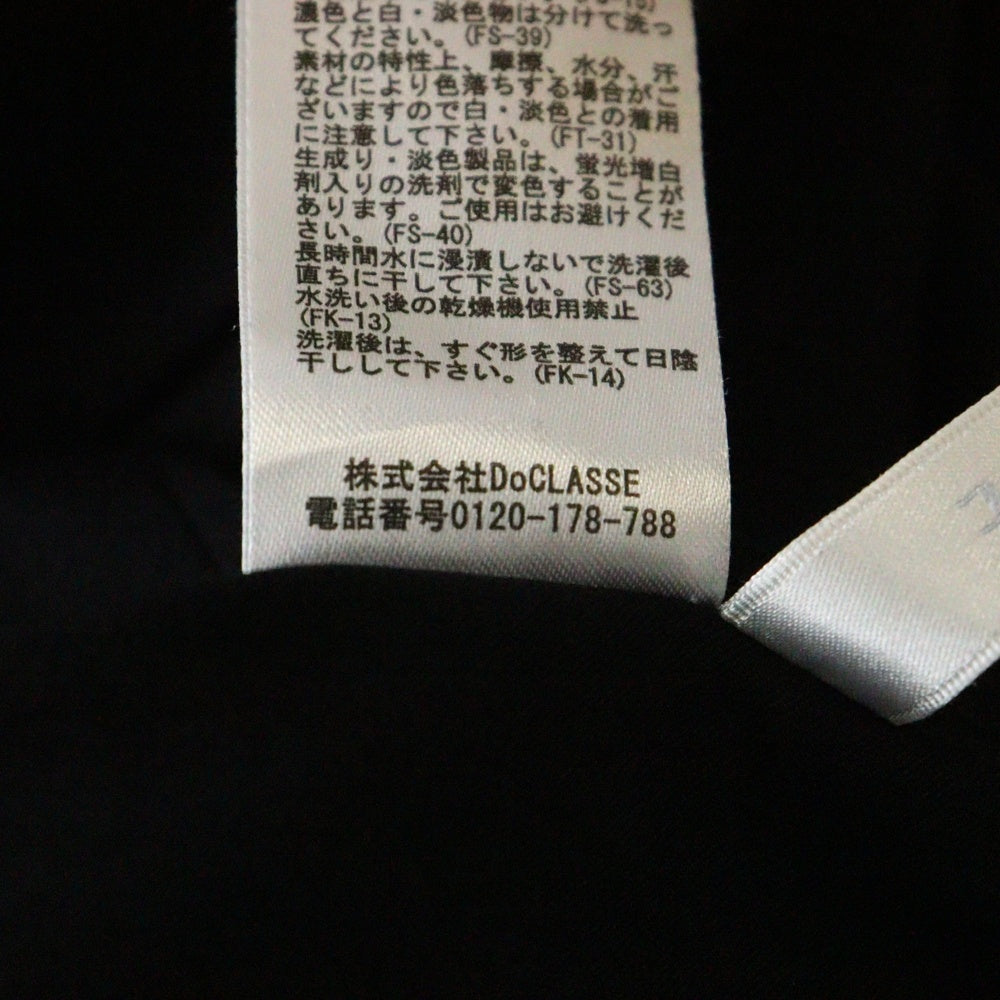 濃色と白・淡色物は分けて洗っ
てください。(FS-39)
素材の特性上、摩擦、水分、汗
などにより色落ちする場合がご
ざいますので白・淡色との着用
に注意して下さい。(FT-31)
生成り・淡色製品は、蛍光増白
剤入りの洗剤で変色することが
あります。ご使用はお避けくだ
さい。(FS-40)
長時間水に浸漬しないで洗濯後
直ちに干して下さい。(FS-63)
水洗い後の乾燥機使用禁止
(FK-13)
洗濯後は、すぐ形を整えて日陰
干しして下さい。(FK-14)
株式会社DoCLASSE
電話番号0120-178-788